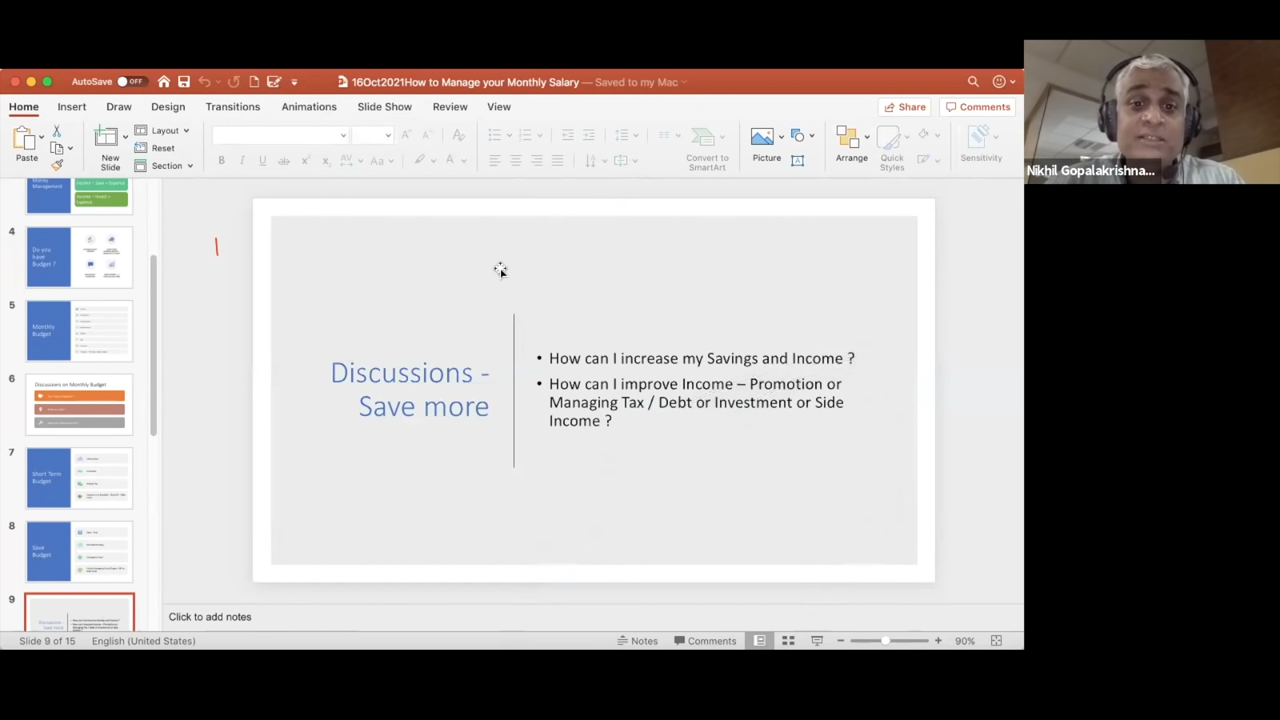 AutoSave OFF
16Oct2021How to Manage your Monthly Salary — Saved to my Mac
Home Insert Draw Design Transitions Animations Slide Show Review View
Share Comments
Paste
New Slide
Layout
Reset
Section
Convert to SmartArt
Picture
Arrange
Quick Styles
Sensitivity
Nikhil Gopalakrishna...
Money Management
4
Do you have Budget ?
5
Monthly Budget
6
Discussions on Monthly Budget
7
Short Term Budget
8
Save Budget
9
Discussions - Save more
Discussions -
Save more
• How can I increase my Savings and Income ?
• How can I improve Income – Promotion or
Managing Tax / Debt or Investment or Side
Income ?
Click to add notes
Slide 9 of 15 English (United States) Notes Comments 90%